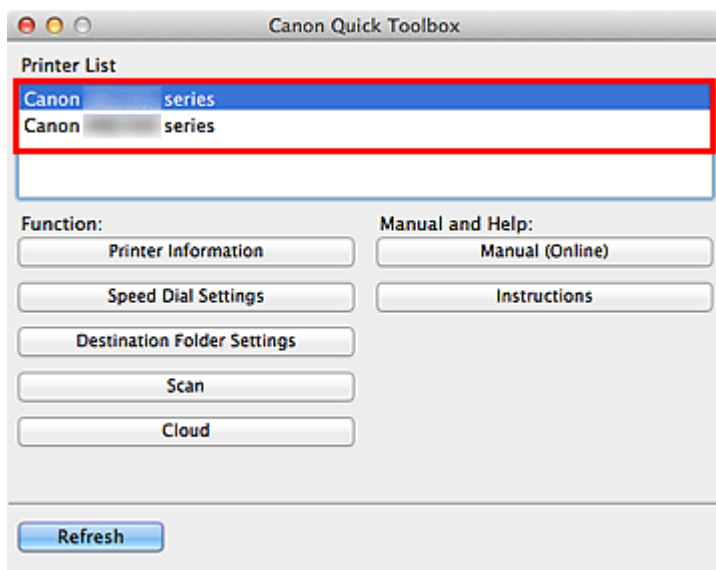 Canon Quick Toolbox
Printer List
Canon series
Canon series
Function:
Printer Information
Speed Dial Settings
Destination Folder Settings
Scan
Cloud
Manual and Help:
Manual (Online)
Instructions
Refresh